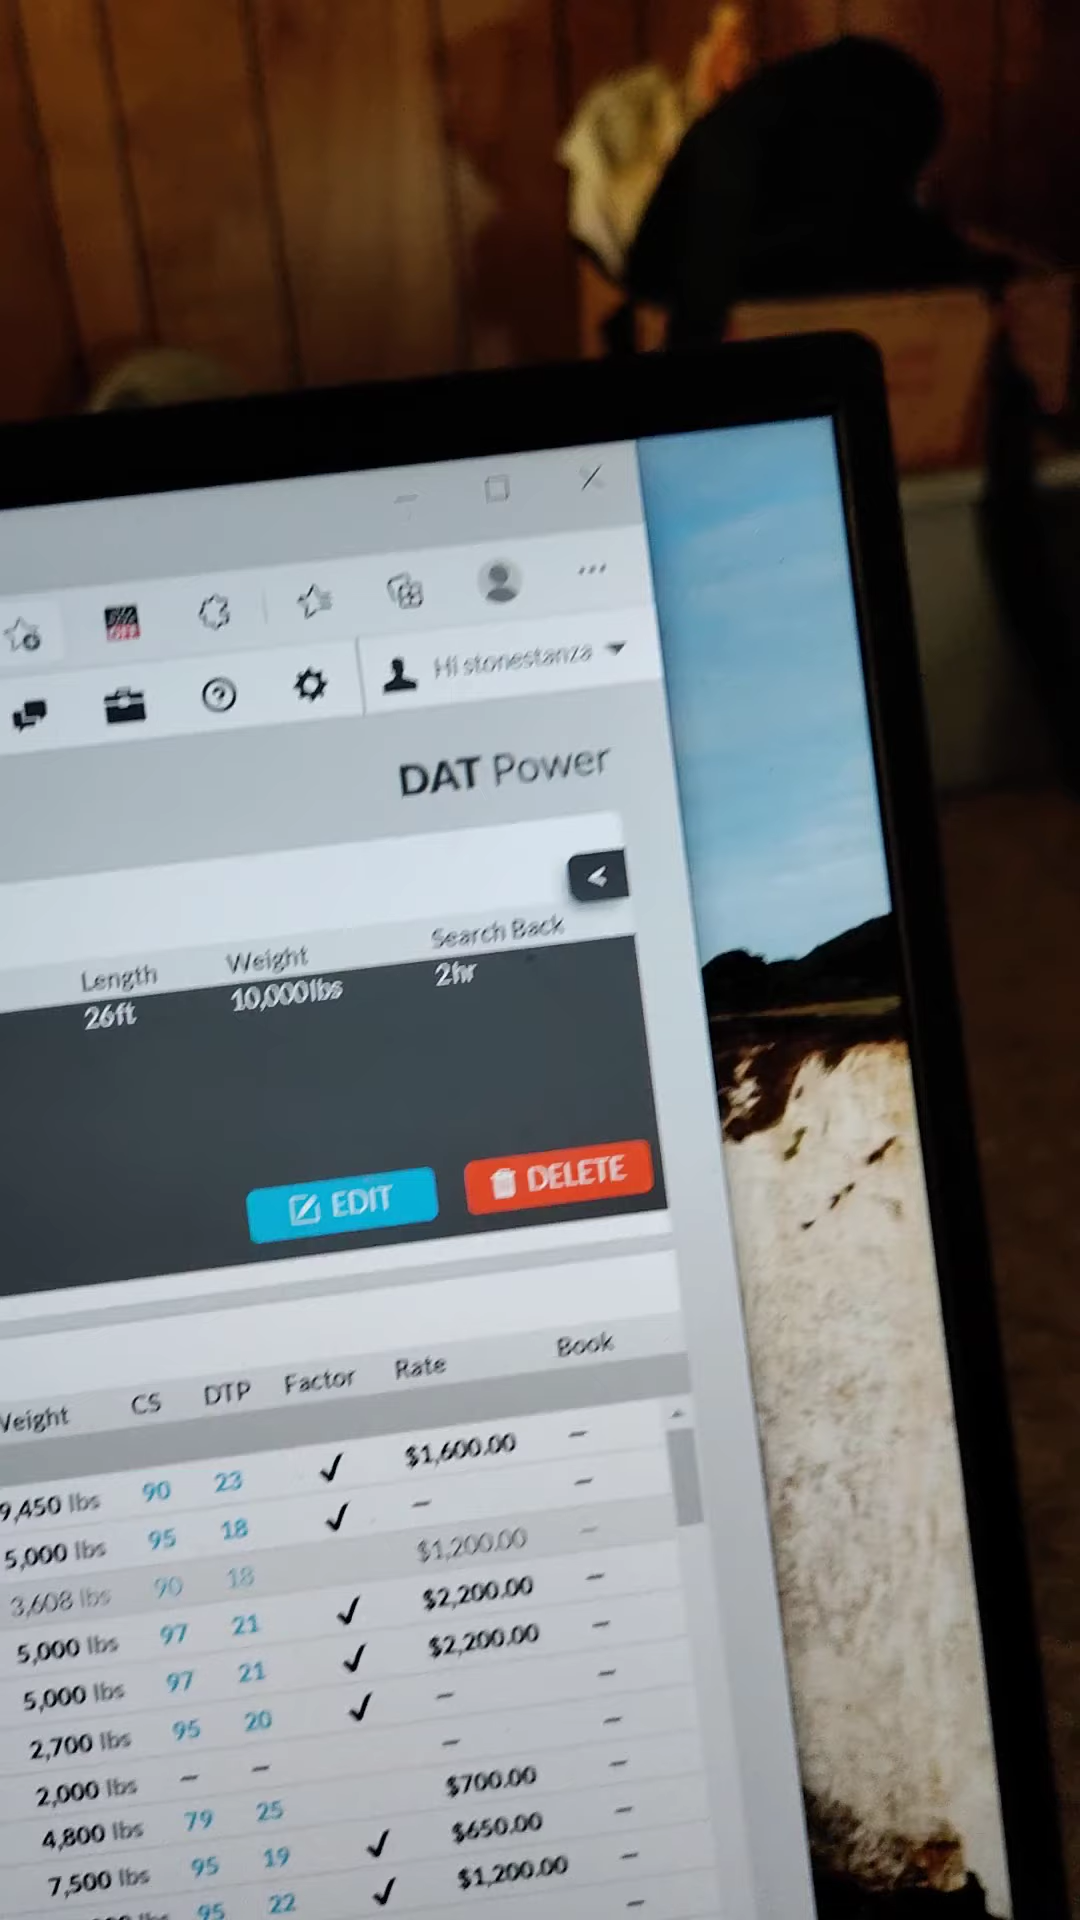 OFF
Hi stonestanza
DAT Power
Length Weight Search Back
26ft 10,000lbs 2hr
EDIT DELETE
CS DTP Factor Rate Book
9,450 lbs 90 23 ✓ $1,600.00 –
5,000 lbs 95 18 ✓ – –
3,608 lbs 90 18 $1,200.00 –
5,000 lbs 97 21 ✓ $2,200.00 –
5,000 lbs 97 21 ✓ $2,200.00 –
2,700 lbs 95 20 ✓ – –
2,000 lbs – – – –
4,800 lbs 79 25 $700.00 –
7,500 lbs 95 19 ✓ $650.00 –
lbs 95 22 ✓ $1,200.00 –